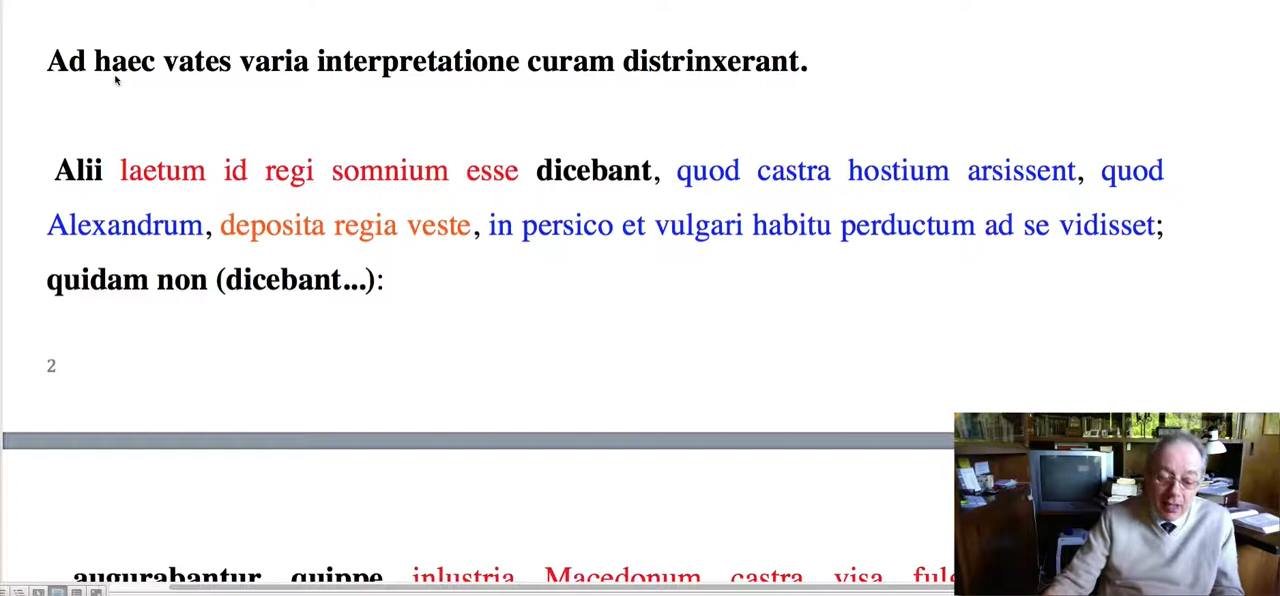 Ad haec vates varia interpretatione curam distrinxerant.
Alii laetum id regi somnium esse dicebant, quod castra hostium arsissent, quod
Alexandrum, deposita regia veste, in persico et vulgari habitu perductum ad se vidisset;
quidam non (dicebant...):
2
augurabantur quippe inlustria Macedonum castra visa